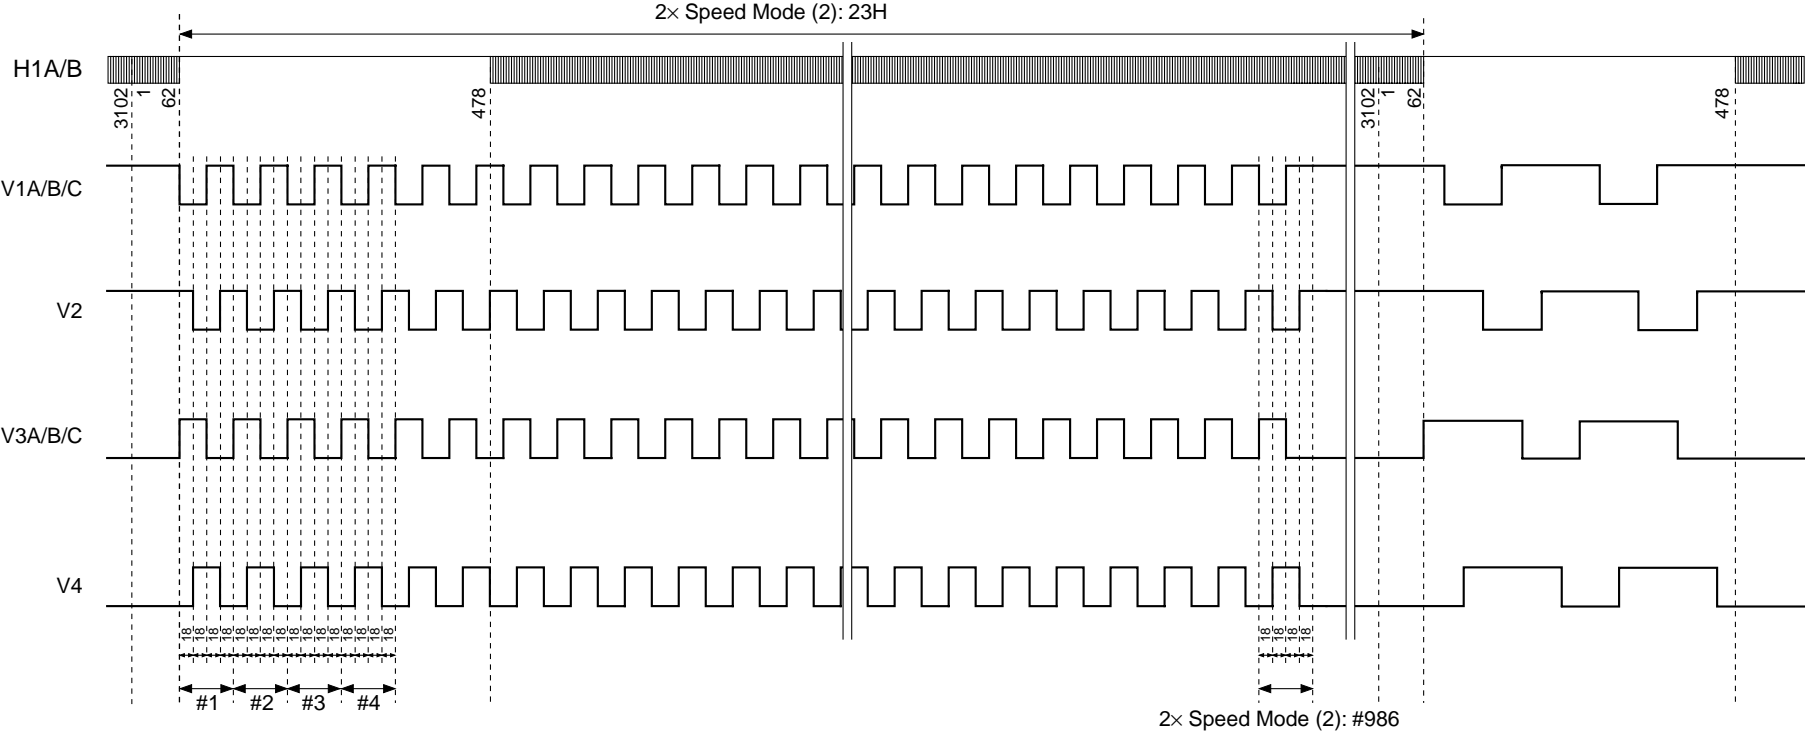 2× Speed Mode (2): 23H
H1A/B
3102
1
62
478
3102
1
62
478
V1A/B/C
V2
V3A/B/C
V4
18 18 18 18 18 18 18 18 18 18 18 18 18 18 18 18
18 18 18 18
#1 #2 #3 #4
2× Speed Mode (2): #986